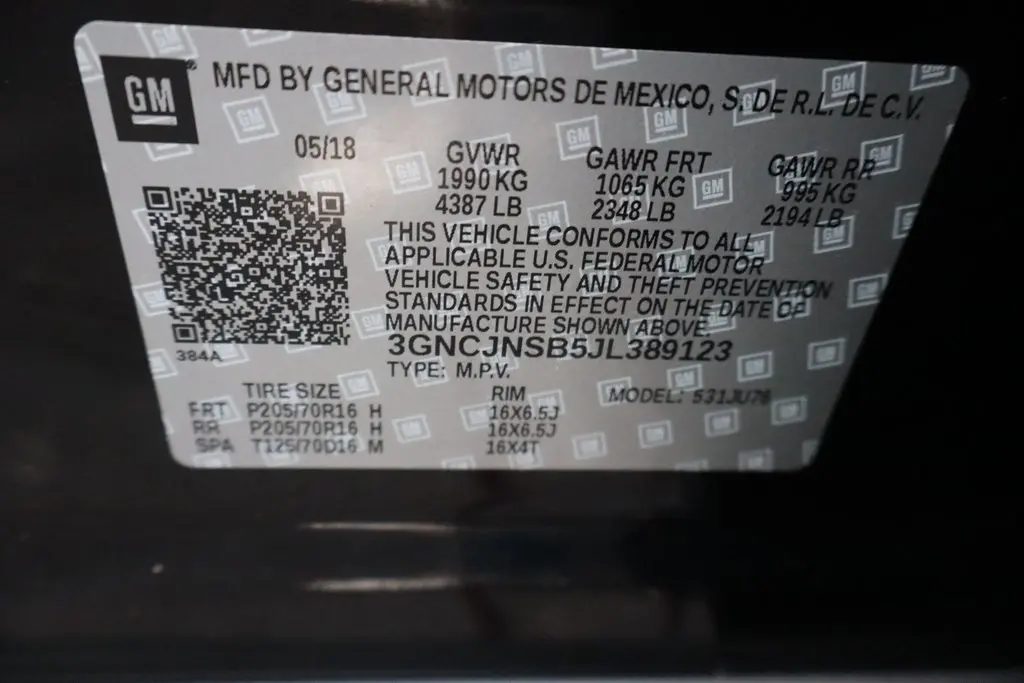 GM® MFD BY GENERAL MOTORS DE MEXICO, S. DE R.L. DE C.V.
05/18 GVWR GAWR FRT GAWR RR
1990 KG 1065 KG 995 KG
4387 LB 2348 LB 2194 LB
THIS VEHICLE CONFORMS TO ALL
APPLICABLE U.S. FEDERAL MOTOR
VEHICLE SAFETY AND THEFT PREVENTION
STANDARDS IN EFFECT ON THE DATE OF
MANUFACTURE SHOWN ABOVE.
384A 3GNCJNSB5JL389123
TYPE: M.P.V.
TIRE SIZE RIM MODEL: 531JU76
FRT P205/70R16 H 16X6.5J
RR P205/70R16 H 16X6.5J
SPA T125/70D16 M 16X4T